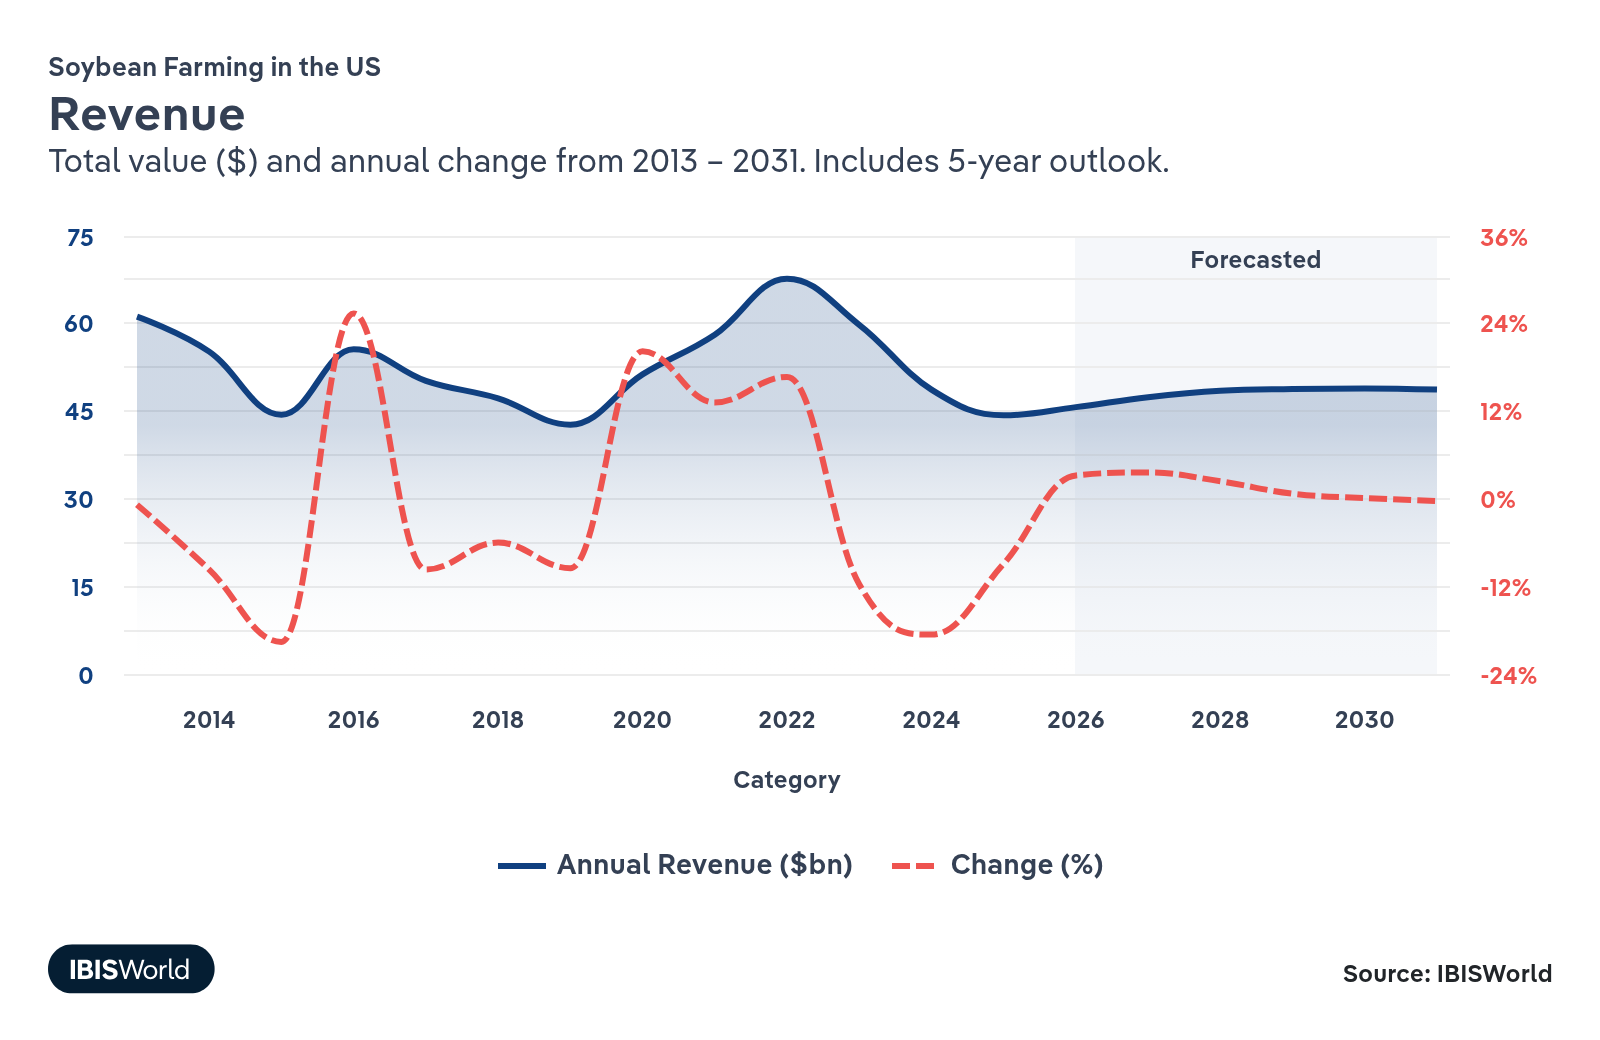 Soybean Farming in the US
Revenue
Total value ($) and annual change from 2013 – 2031. Includes 5-year outlook.
75
36%
Forecasted
60
24%
45
12%
30
0%
15
-12%
0
-24%
2014 2016 2018 2020 2022 2024 2026 2028 2030
Category
Annual Revenue ($bn) Change (%)
IBISWorld
Source: IBISWorld